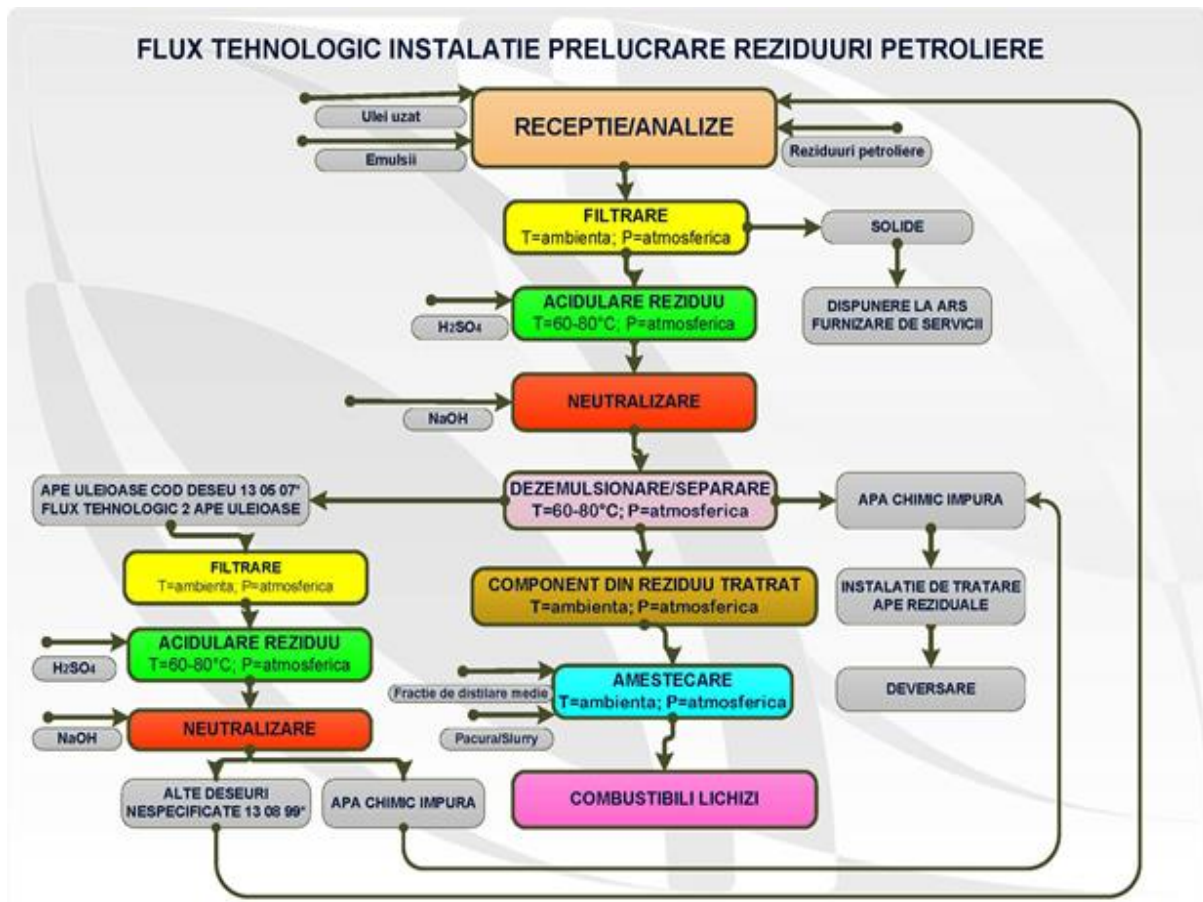 FLUX TEHNOLOGIC INSTALATIE PRELUCRARE REZIDUURI PETROLIERE
Ulei uzat
Emulsii
RECEPTIE/ANALIZE
Reziduuri petroliere
FILTRARE
T=ambienta; P=atmosferica
SOLIDE
DISPUNERE LA ARS
FURNIZARE DE SERVICII
H2SO4
ACIDULARE REZIDUU
T=60-80°C; P=atmosferica
NaOH
NEUTRALIZARE
APE ULEIOASE COD DESEU 13 05 07*
FLUX TEHNOLOGIC 2 APE ULEIOASE
DEZEMULSIONARE/SEPARARE
T=60-80°C; P=atmosferica
APA CHIMIC IMPURA
FILTRARE
T=ambienta; P=atmosferica
COMPONENT DIN REZIDUU TRATRAT
T=ambienta; P=atmosferica
INSTALATIE DE TRATARE
APE REZIDUALE
H2SO4
ACIDULARE REZIDUU
T=60-80°C; P=atmosferica
Fractie de distilare medie
AMESTECARE
T=ambienta; P=atmosferica
DEVERSARE
NaOH
NEUTRALIZARE
Pacura/Slurry
ALTE DESEURI
NESPECIFICATE 13 08 99*
APA CHIMIC IMPURA
COMBUSTIBILI LICHIZI